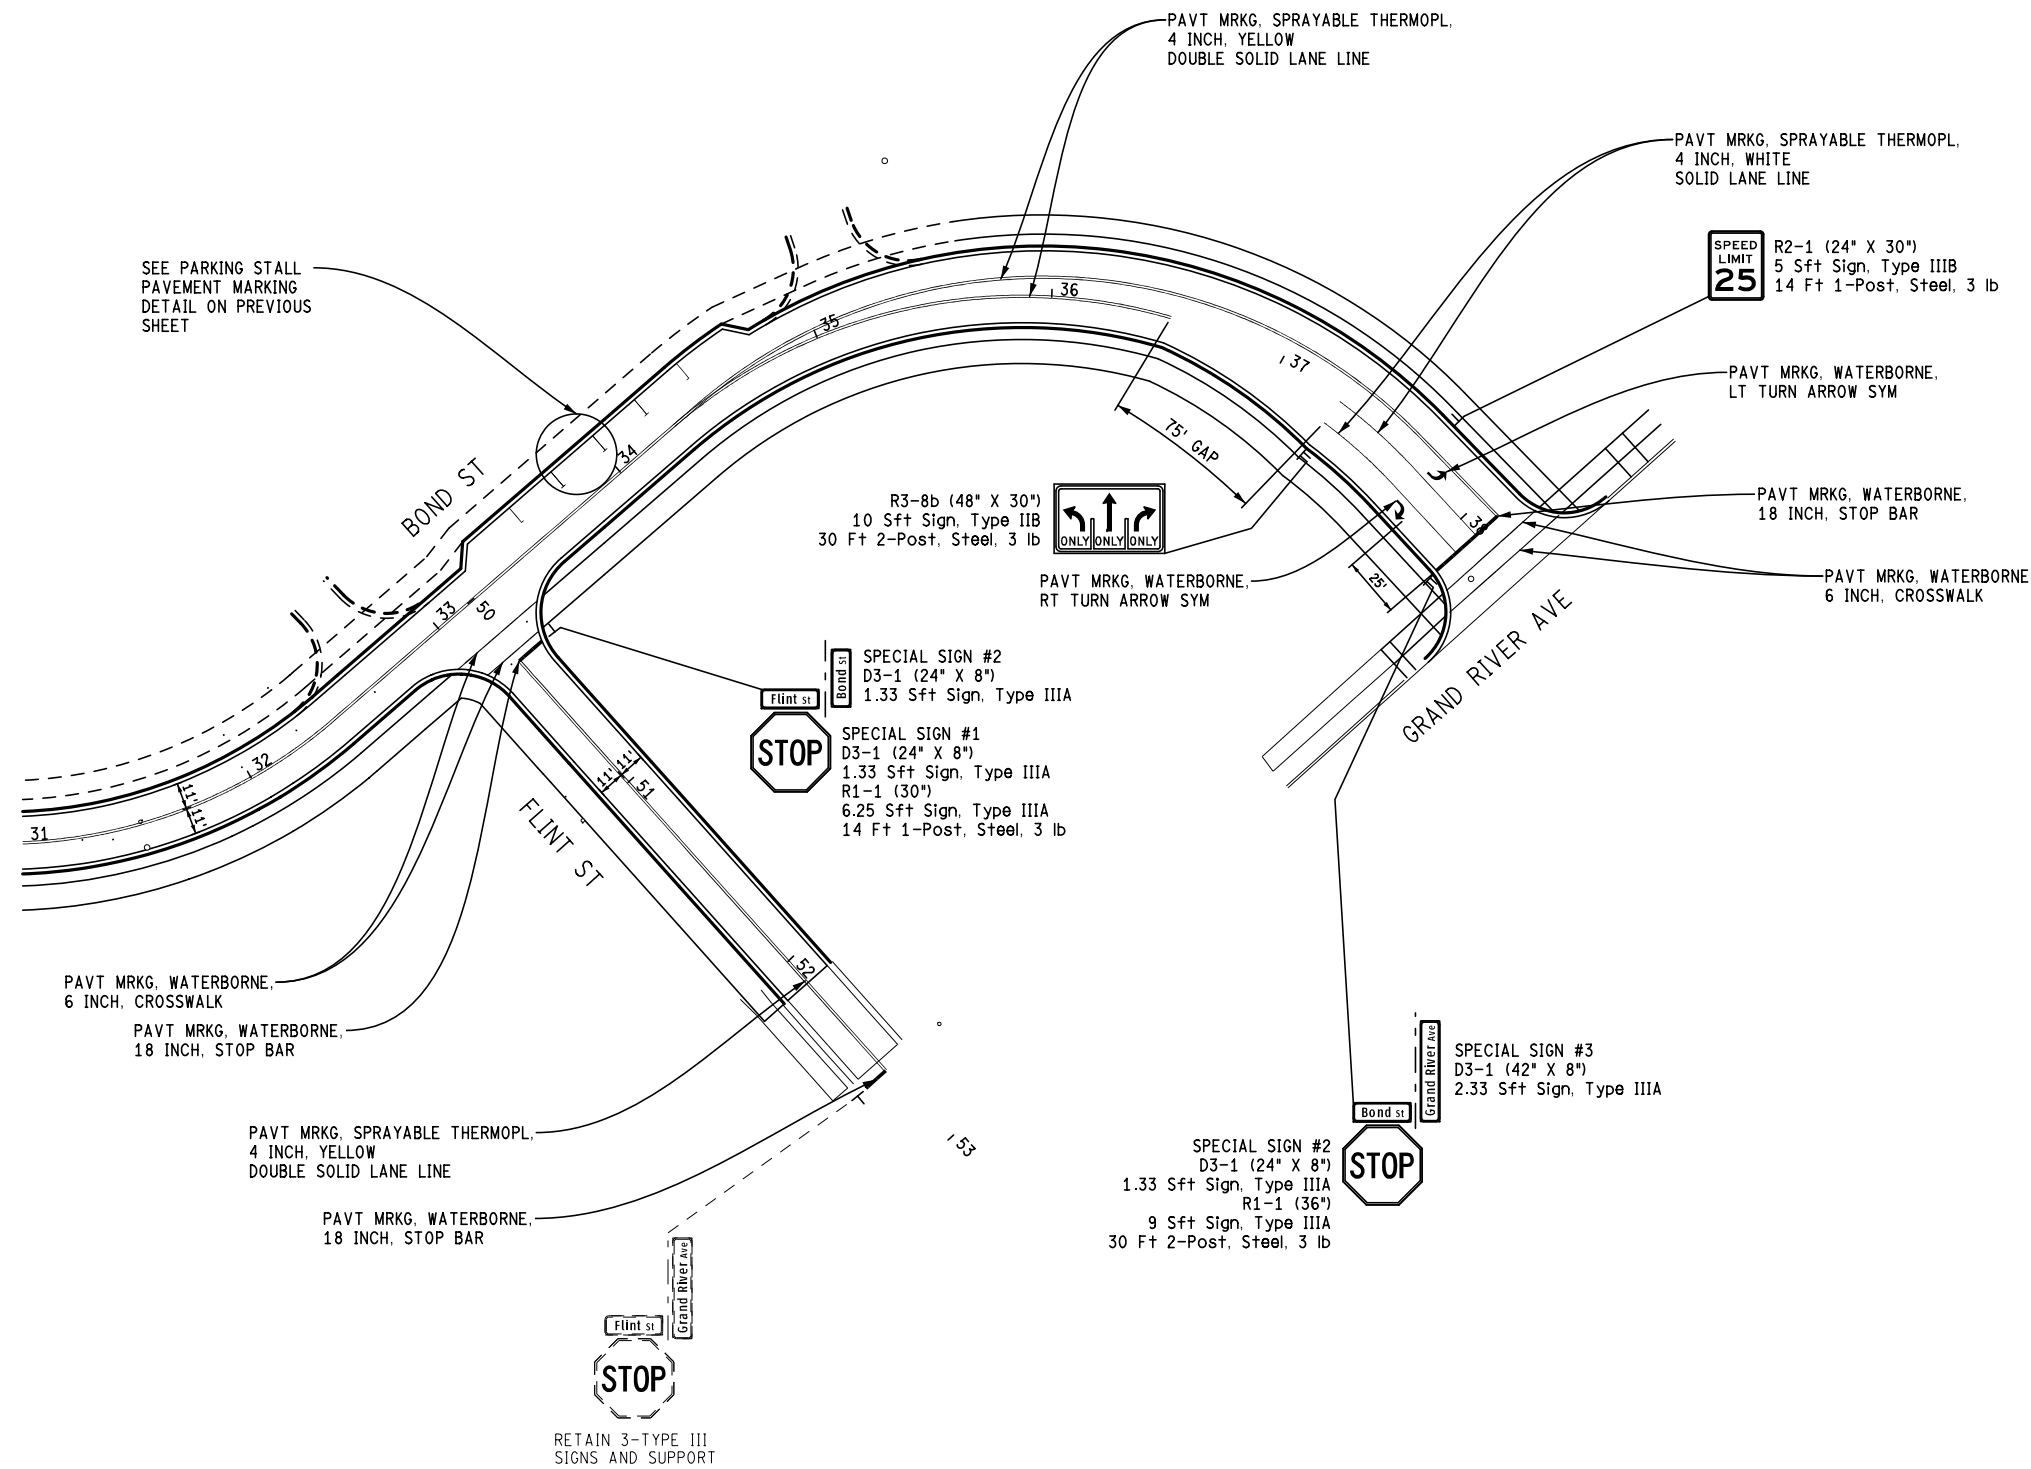 PAVT MRKG, SPRAYABLE THERMOPL,
4 INCH, YELLOW
DOUBLE SOLID LANE LINE
PAVT MRKG, SPRAYABLE THERMOPL,
4 INCH, WHITE
SOLID LANE LINE
SPEED
LIMIT
25
R2-1 (24" X 30")
5 Sft Sign, Type IIIB
14 Ft 1-Post, Steel, 3 lb
SEE PARKING STALL
PAVEMENT MARKING
DETAIL ON PREVIOUS
SHEET
36
35
37
34
PAVT MRKG, WATERBORNE,
LT TURN ARROW SYM
75' GAP
BOND ST
R3-8b (48" X 30")
10 Sft Sign, Type IIB
30 Ft 2-Post, Steel, 3 lb
ONLY ONLY ONLY
PAVT MRKG, WATERBORNE,
18 INCH, STOP BAR
38
PAVT MRKG, WATERBORNE,
RT TURN ARROW SYM
25'
PAVT MRKG, WATERBORNE
6 INCH, CROSSWALK
GRAND RIVER AVE
33
50
32
31
11'
11'
Bond St
SPECIAL SIGN #2
D3-1 (24" X 8")
1.33 Sft Sign, Type IIIA
Flint St
STOP
SPECIAL SIGN #1
D3-1 (24" X 8")
1.33 Sft Sign, Type IIIA
R1-1 (30")
6.25 Sft Sign, Type IIIA
14 Ft 1-Post, Steel, 3 lb
11'
11'
51
FLINT ST
52
PAVT MRKG, WATERBORNE,
6 INCH, CROSSWALK
PAVT MRKG, WATERBORNE,
18 INCH, STOP BAR
PAVT MRKG, SPRAYABLE THERMOPL,
4 INCH, YELLOW
DOUBLE SOLID LANE LINE
53
PAVT MRKG, WATERBORNE,
18 INCH, STOP BAR
Grand River Ave
SPECIAL SIGN #3
D3-1 (42" X 8")
2.33 Sft Sign, Type IIIA
Bond St
STOP
SPECIAL SIGN #2
D3-1 (24" X 8")
1.33 Sft Sign, Type IIIA
R1-1 (36")
9 Sft Sign, Type IIIA
30 Ft 2-Post, Steel, 3 lb
Grand River Ave
Flint St
STOP
RETAIN 3-TYPE III
SIGNS AND SUPPORT